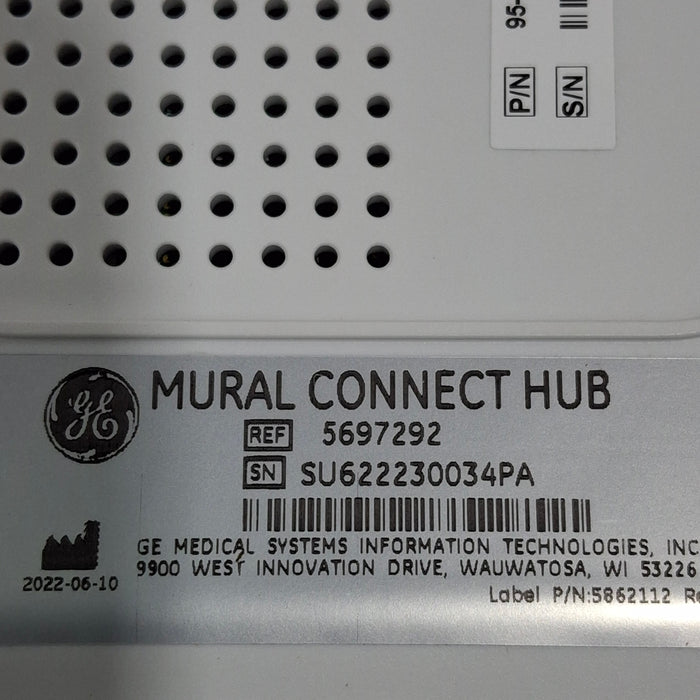 P/N 95-
S/N
GE MURAL CONNECT HUB
REF 5697292
SN SU622230034PA
GE MEDICAL SYSTEMS INFORMATION TECHNOLOGIES, INC
2022-06-10 9900 WEST INNOVATION DRIVE, WAUWATOSA, WI 53226
Label P/N:5862112 Re